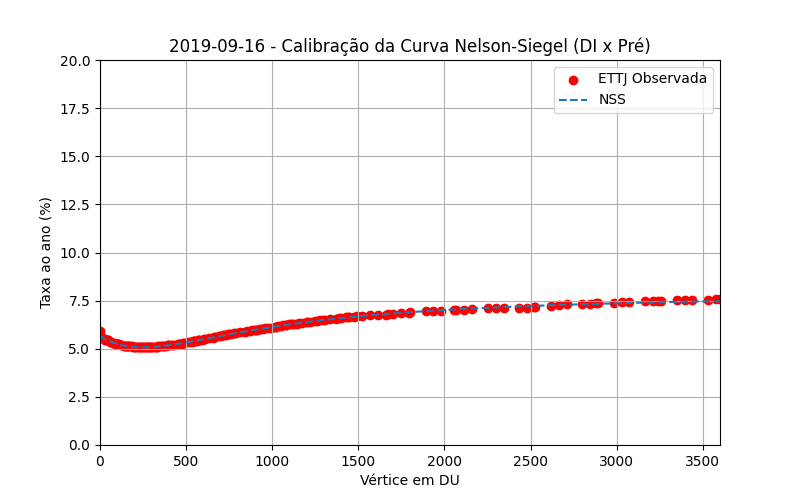 2019-09-16 - Calibração da Curva Nelson-Siegel (DI x Pré)
ETTJ Observada
NSS
Taxa ao ano (%)
20.0
17.5
15.0
12.5
10.0
7.5
5.0
2.5
0.0
0 500 1000 1500 2000 2500 3000 3500
Vértice em DU